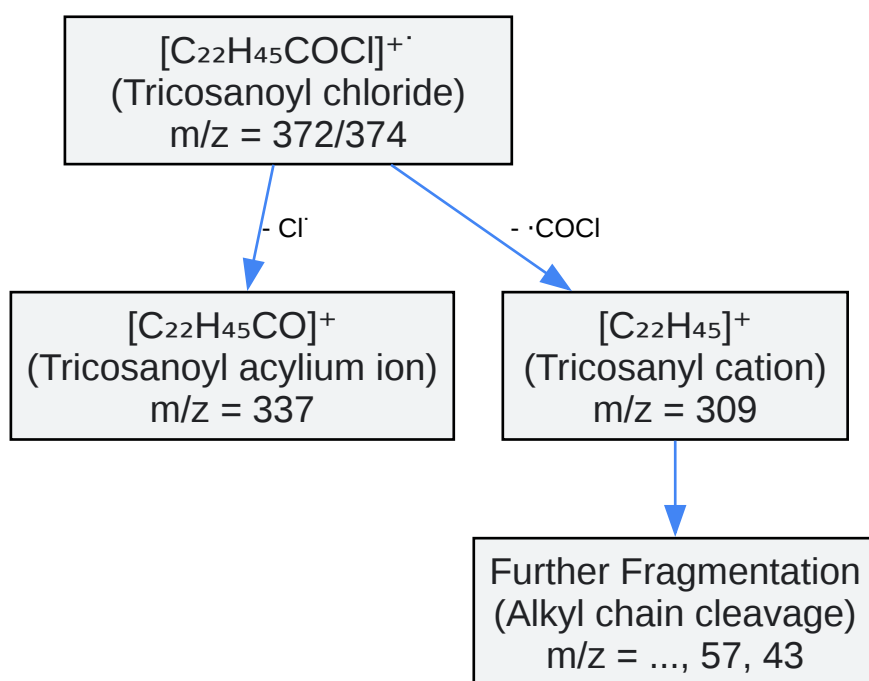 [C₂₂H₄₅COCl]⁺˙
(Tricosanoyl chloride)
m/z = 372/374
- Cl˙
- ·COCl
[C₂₂H₄₅CO]⁺
(Tricosanoyl acylium ion)
m/z = 337
[C₂₂H₄₅]⁺
(Tricosanyl cation)
m/z = 309
Further Fragmentation
(Alkyl chain cleavage)
m/z = ..., 57, 43